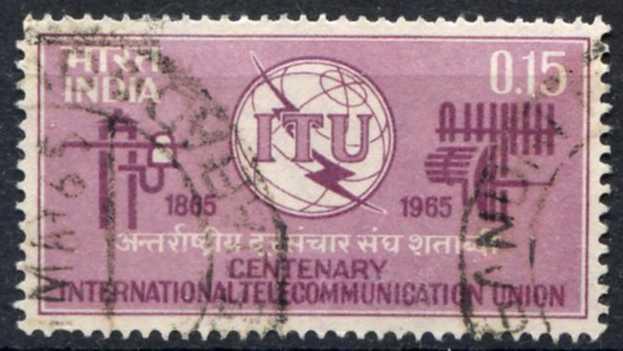 भारत
INDIA
0.15
ITU
1865
1965
अन्तर्राष्ट्रीय दूरसंचार संघ शताब्दी
CENTENARY
INTERNATIONAL TELECOMMUNICATION UNION